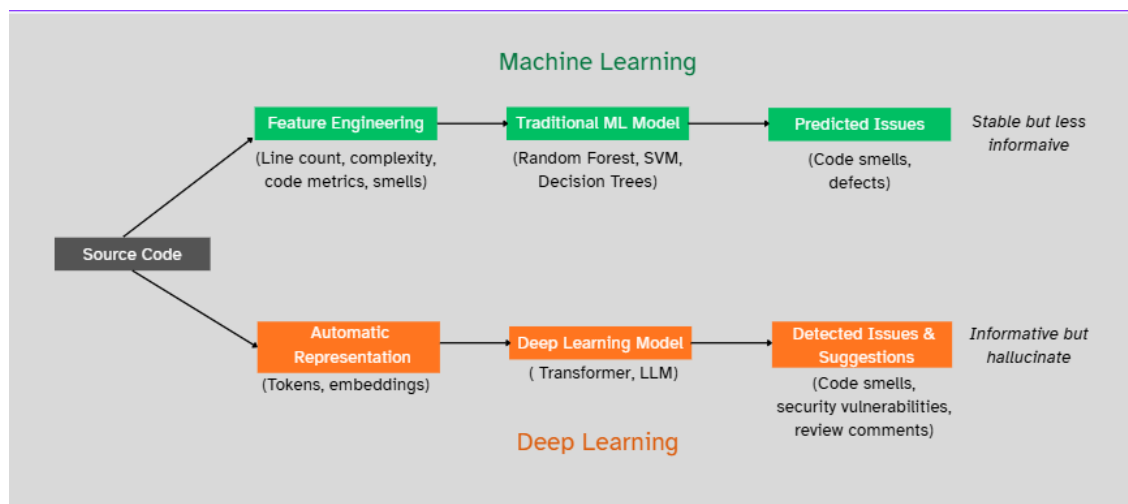 Machine Learning
Feature Engineering
(Line count, complexity,
code metrics, smells)
Traditional ML Model
(Random Forest, SVM,
Decision Trees)
Predicted Issues
(Code smells,
defects)
Stable but less
informaive
Source Code
Automatic
Representation
(Tokens, embeddings)
Deep Learning Model
( Transformer, LLM)
Detected Issues &
Suggestions
(Code smells,
security vulnerabilities,
review comments)
Informative but
hallucinate
Deep Learning